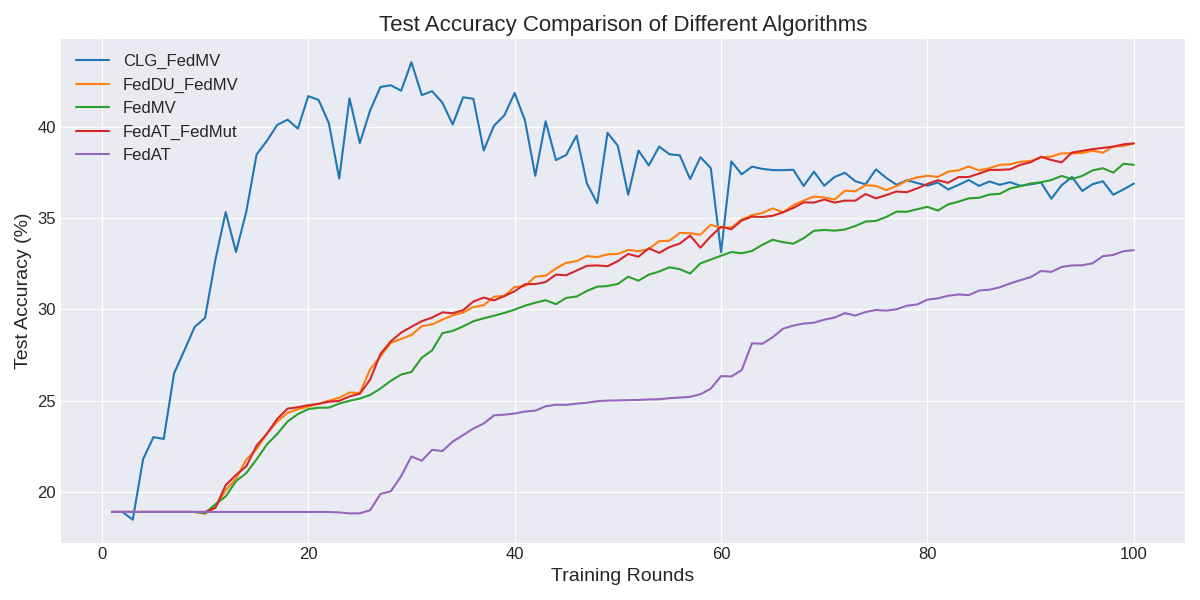 Test Accuracy Comparison of Different Algorithms
CLG_FedMV
FedDU_FedMV
FedMV
FedAT_FedMut
FedAT
Test Accuracy (%)
40
35
30
25
20
0 20 40 60 80 100
Training Rounds